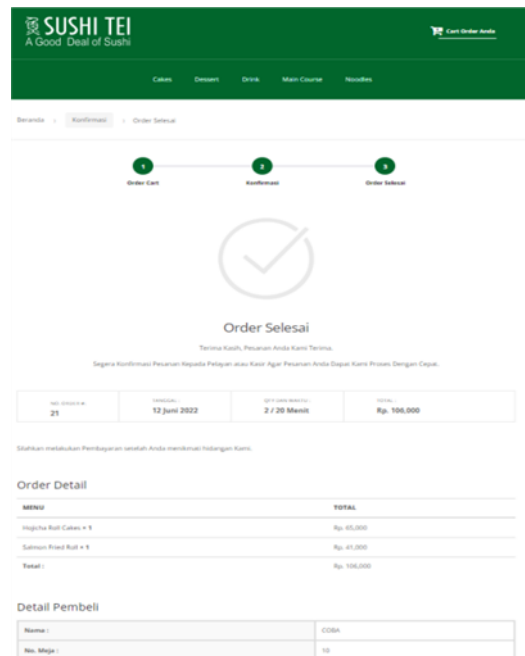 SUSHI TEI
A Good Deal of Sushi
Cart Order Anda
Cakes Dessert Drink Main Course Noodles
Beranda › Konfirmasi › Order Selesai
1 2 3
Order Cart Konfirmasi Order Selesai
Order Selesai
Terima Kasih, Pesanan Anda Kami Terima.
Segera Konfirmasi Pesanan Kepada Pelayan atau Kasir Agar Pesanan Anda Dapat Kami Proses Dengan Cepat.
TANGGAL : QTY DAN WAKTU : TOTAL :
21 12 Juni 2022 2 / 20 Menit Rp. 106,000
Silahkan melakukan Pembayaran setelah Anda menikmati hidangan Kami.
Order Detail
MENU TOTAL
Hojicha Roll Cakes × 1 Rp. 65,000
Salmon Fried Roll × 1 Rp. 41,000
Total : Rp. 106,000
Detail Pembeli
Nama : COBA
No. Meja : 10